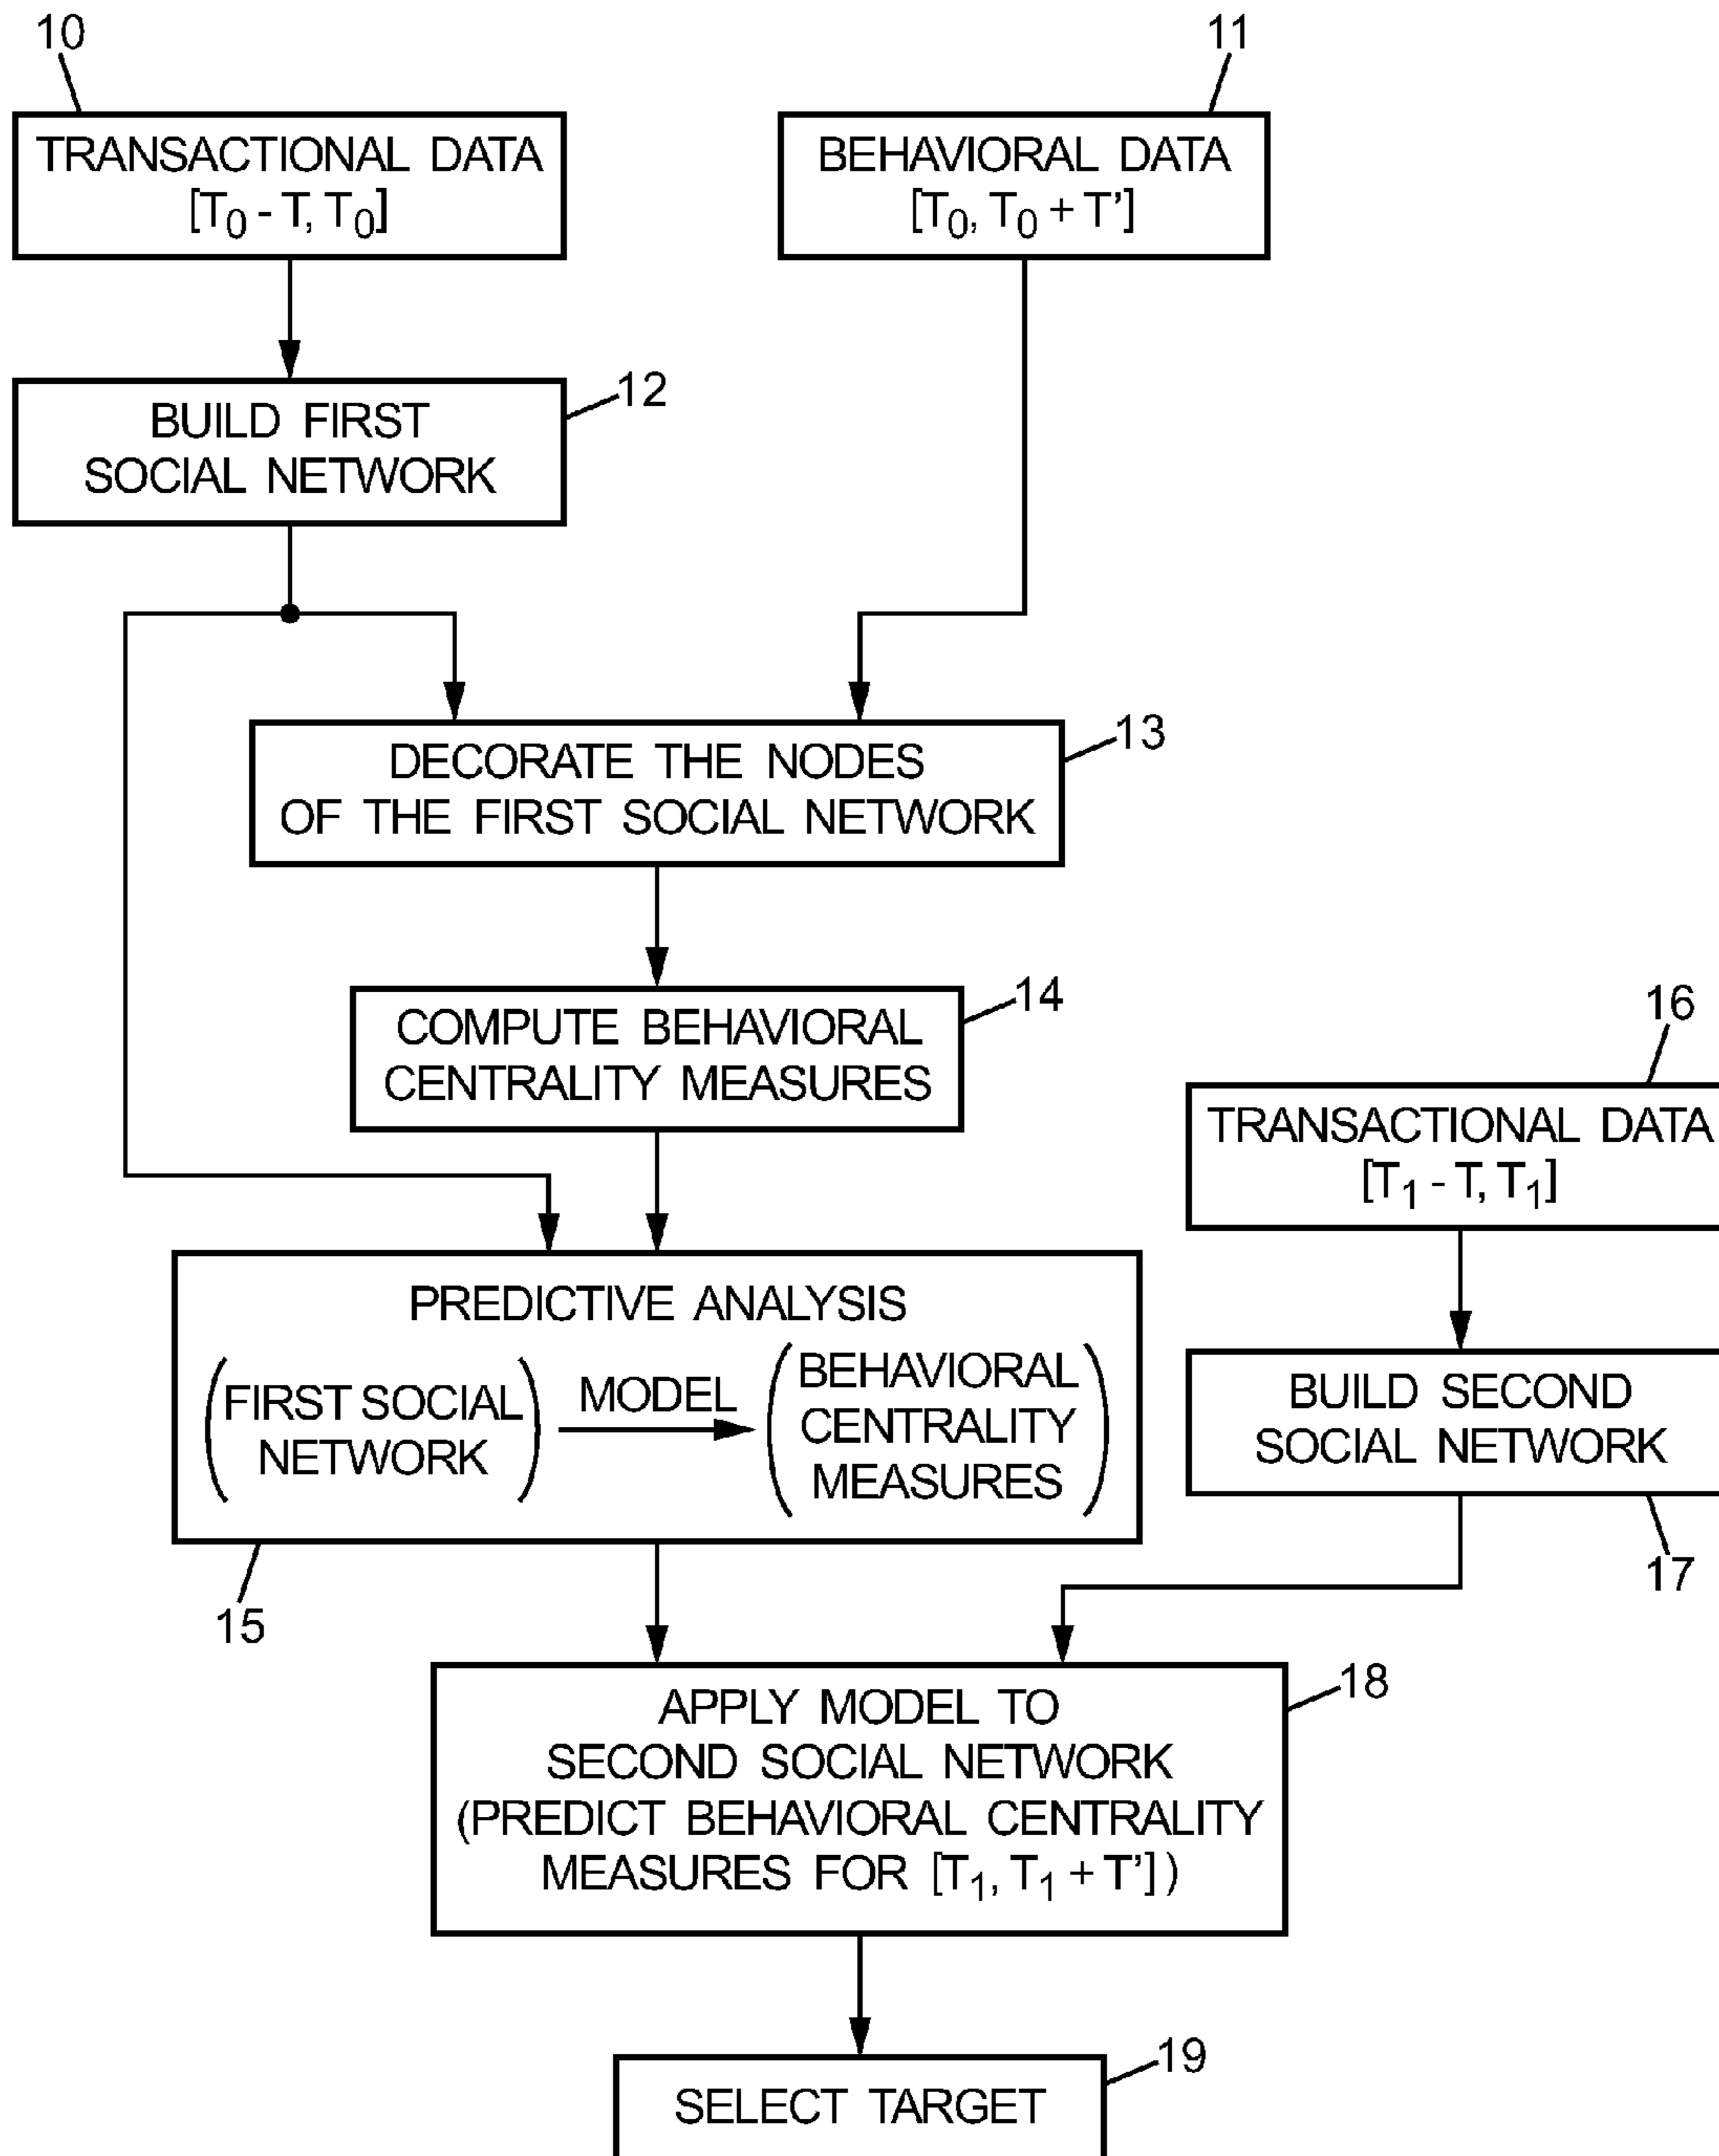 10
TRANSACTIONAL DATA
[T₀ - T, T₀]
11
BEHAVIORAL DATA
[T₀, T₀ + T']
12
BUILD FIRST
SOCIAL NETWORK
13
DECORATE THE NODES
OF THE FIRST SOCIAL NETWORK
14
COMPUTE BEHAVIORAL
CENTRALITY MEASURES
16
TRANSACTIONAL DATA
[T₁ - T, T₁]
PREDICTIVE ANALYSIS
FIRST SOCIAL
NETWORK
MODEL
BEHAVIORAL
CENTRALITY
MEASURES
15
BUILD SECOND
SOCIAL NETWORK
17
18
APPLY MODEL TO
SECOND SOCIAL NETWORK
(PREDICT BEHAVIORAL CENTRALITY
MEASURES FOR [T₁, T₁ + T'])
19
SELECT TARGET